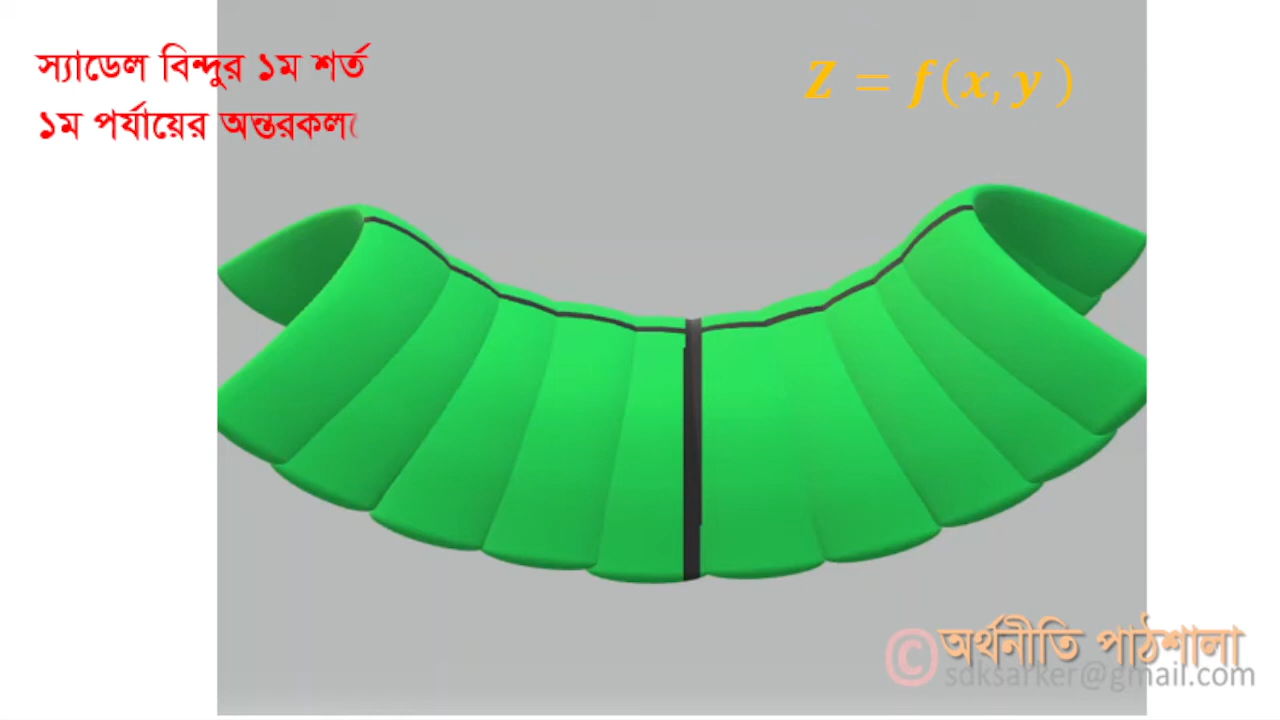 স্যাডেল বিন্দুর ১ম শর্ত
Z = f(x, y )
১ম পর্যায়ের অন্তরকল
© অর্থনীতি পাঠশালা
sdksarker@gmail.com